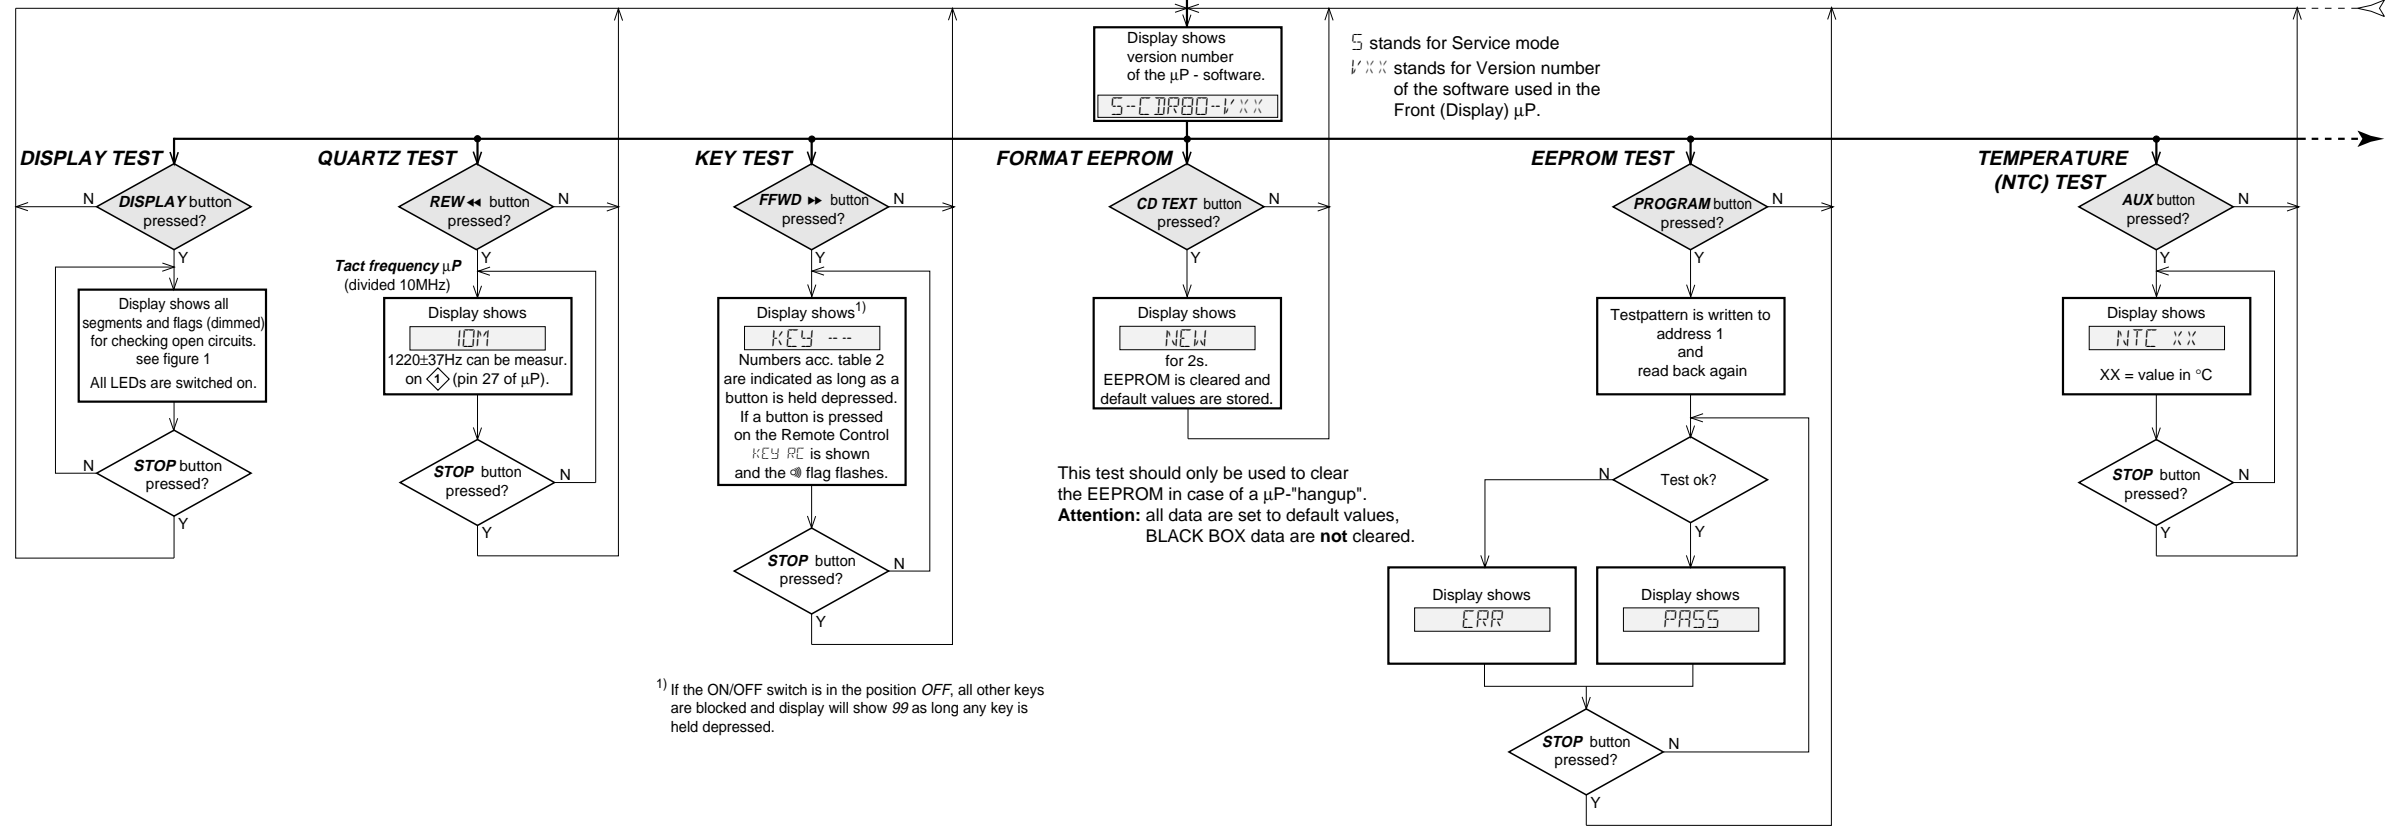 Display shows
version number
of the µP - software.
S-CDR80-VXX
S stands for Service mode
VXX stands for Version number
of the software used in the
Front (Display) µP.
DISPLAY TEST
DISPLAY button
pressed?
N
Y
Display shows all
segments and flags (dimmed)
for checking open circuits.
see figure 1
All LEDs are switched on.
STOP button
pressed?
N
Y
QUARTZ TEST
REW ◀◀ button
pressed?
N
Y
Tact frequency µP
(divided 10MHz)
Display shows
10M
1220±37Hz can be measur.
on 1 (pin 27 of µP).
STOP button
pressed?
N
Y
KEY TEST
FFWD ▶▶ button
pressed?
N
Y
Display shows1)
KEY --
Numbers acc. table 2
are indicated as long as a
button is held depressed.
If a button is pressed
on the Remote Control
KEY RC is shown
and the flag flashes.
STOP button
pressed?
N
Y
1) If the ON/OFF switch is in the position OFF, all other keys
are blocked and display will show 99 as long any key is
held depressed.
FORMAT EEPROM
CD TEXT button
pressed?
N
Y
Display shows
NEW
for 2s.
EEPROM is cleared and
default values are stored.
This test should only be used to clear
the EEPROM in case of a µP-"hangup".
Attention: all data are set to default values,
BLACK BOX data are not cleared.
EEPROM TEST
PROGRAM button
pressed?
N
Y
Testpattern is written to
address 1
and
read back again
Test ok?
N
Y
Display shows
ERR
Display shows
PASS
STOP button
pressed?
N
Y
TEMPERATURE
(NTC) TEST
AUX button
pressed?
N
Y
Display shows
NTC XX
XX = value in °C
STOP button
pressed?
N
Y